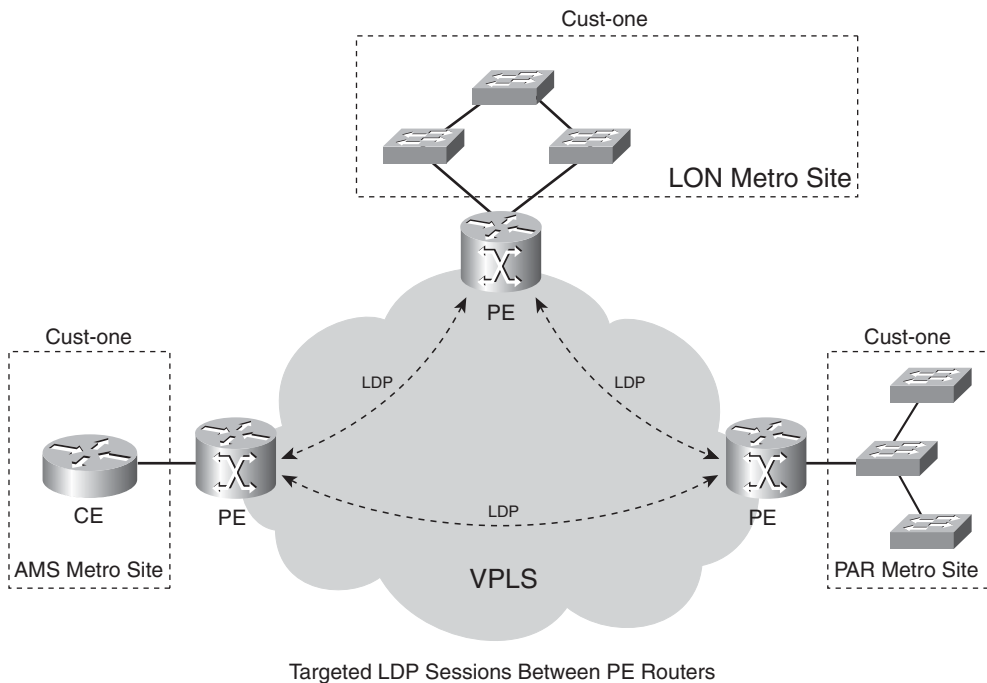 Cust-one
LON Metro Site
PE
Cust-one
Cust-one
LDP
LDP
CE
PE
LDP
PE
AMS Metro Site
VPLS
PAR Metro Site
Targeted LDP Sessions Between PE Routers